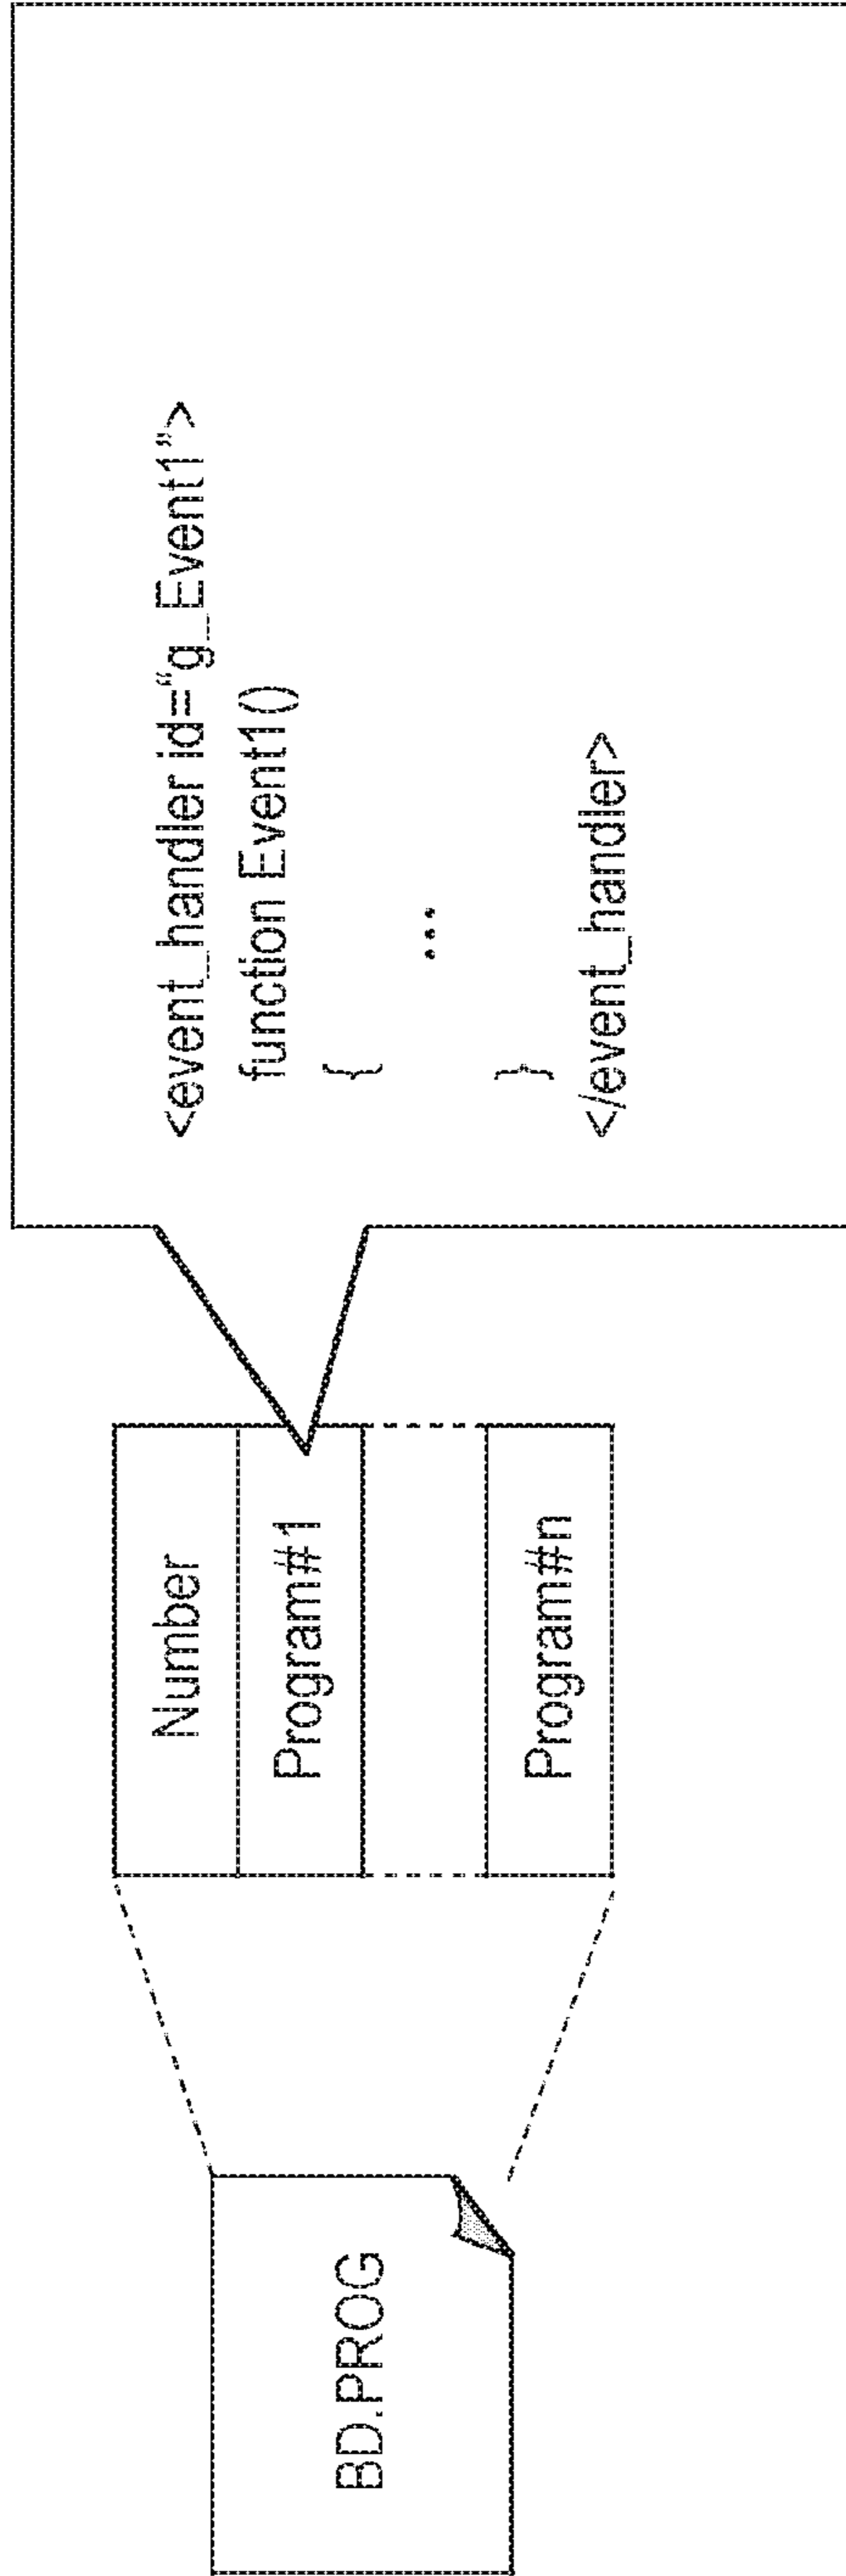 BD.PROG
Number
Program#1
Program#n
<event_handler id=“g_Event1”>
function Event1()
{
...
}
</event_handler>